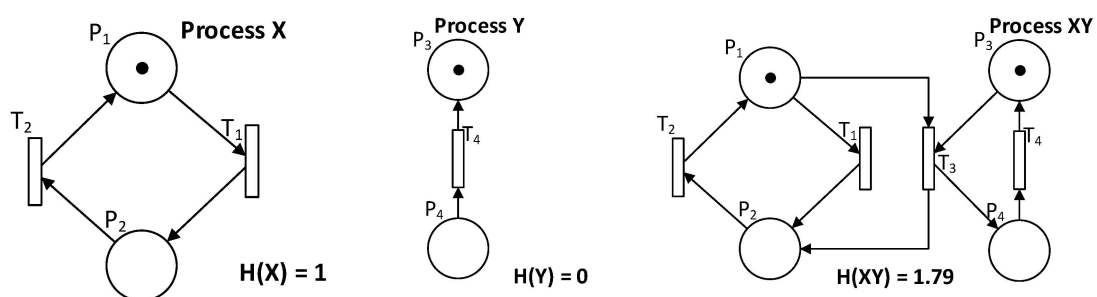 Process X
P1
T2
T1
P2
H(X) = 1
Process Y
P3
T4
P4
H(Y) = 0
Process XY
P1
P3
T2
T1
T3
T4
P2
P4
H(XY) = 1.79